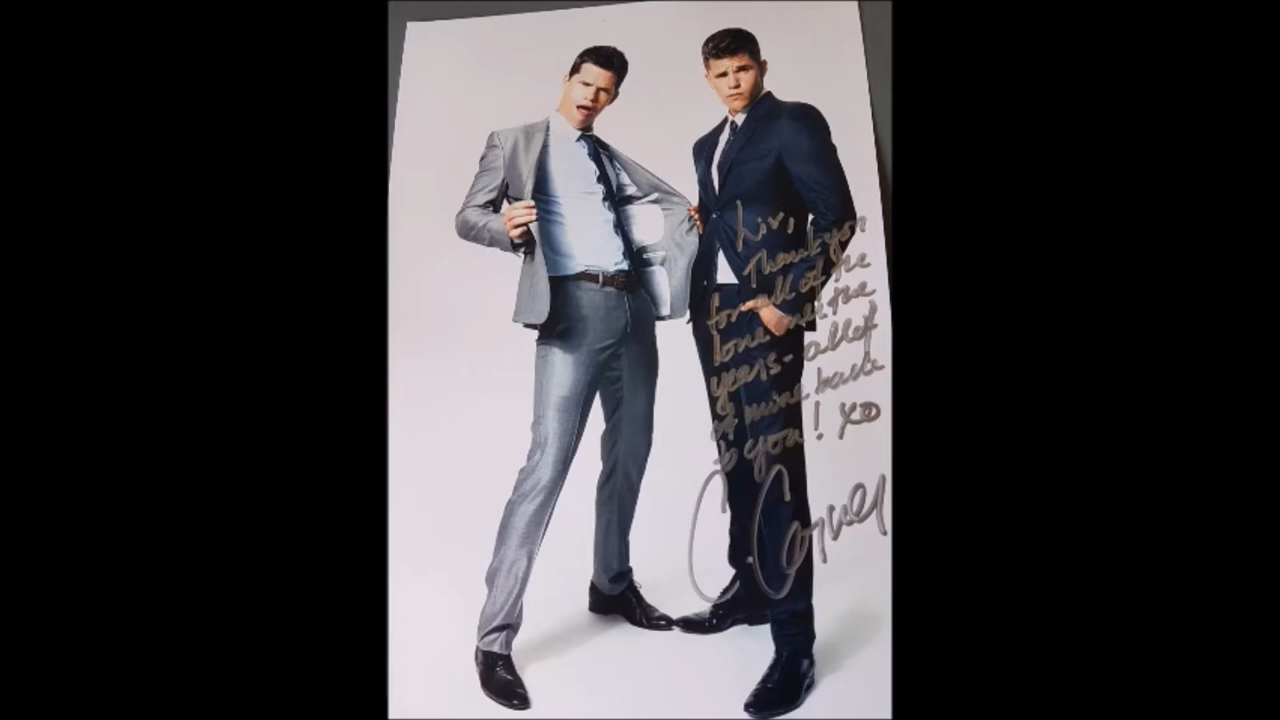 Liv,
Thank you
for all of the
love over the
years - all of
of mine back
to you! xo
C. Carver